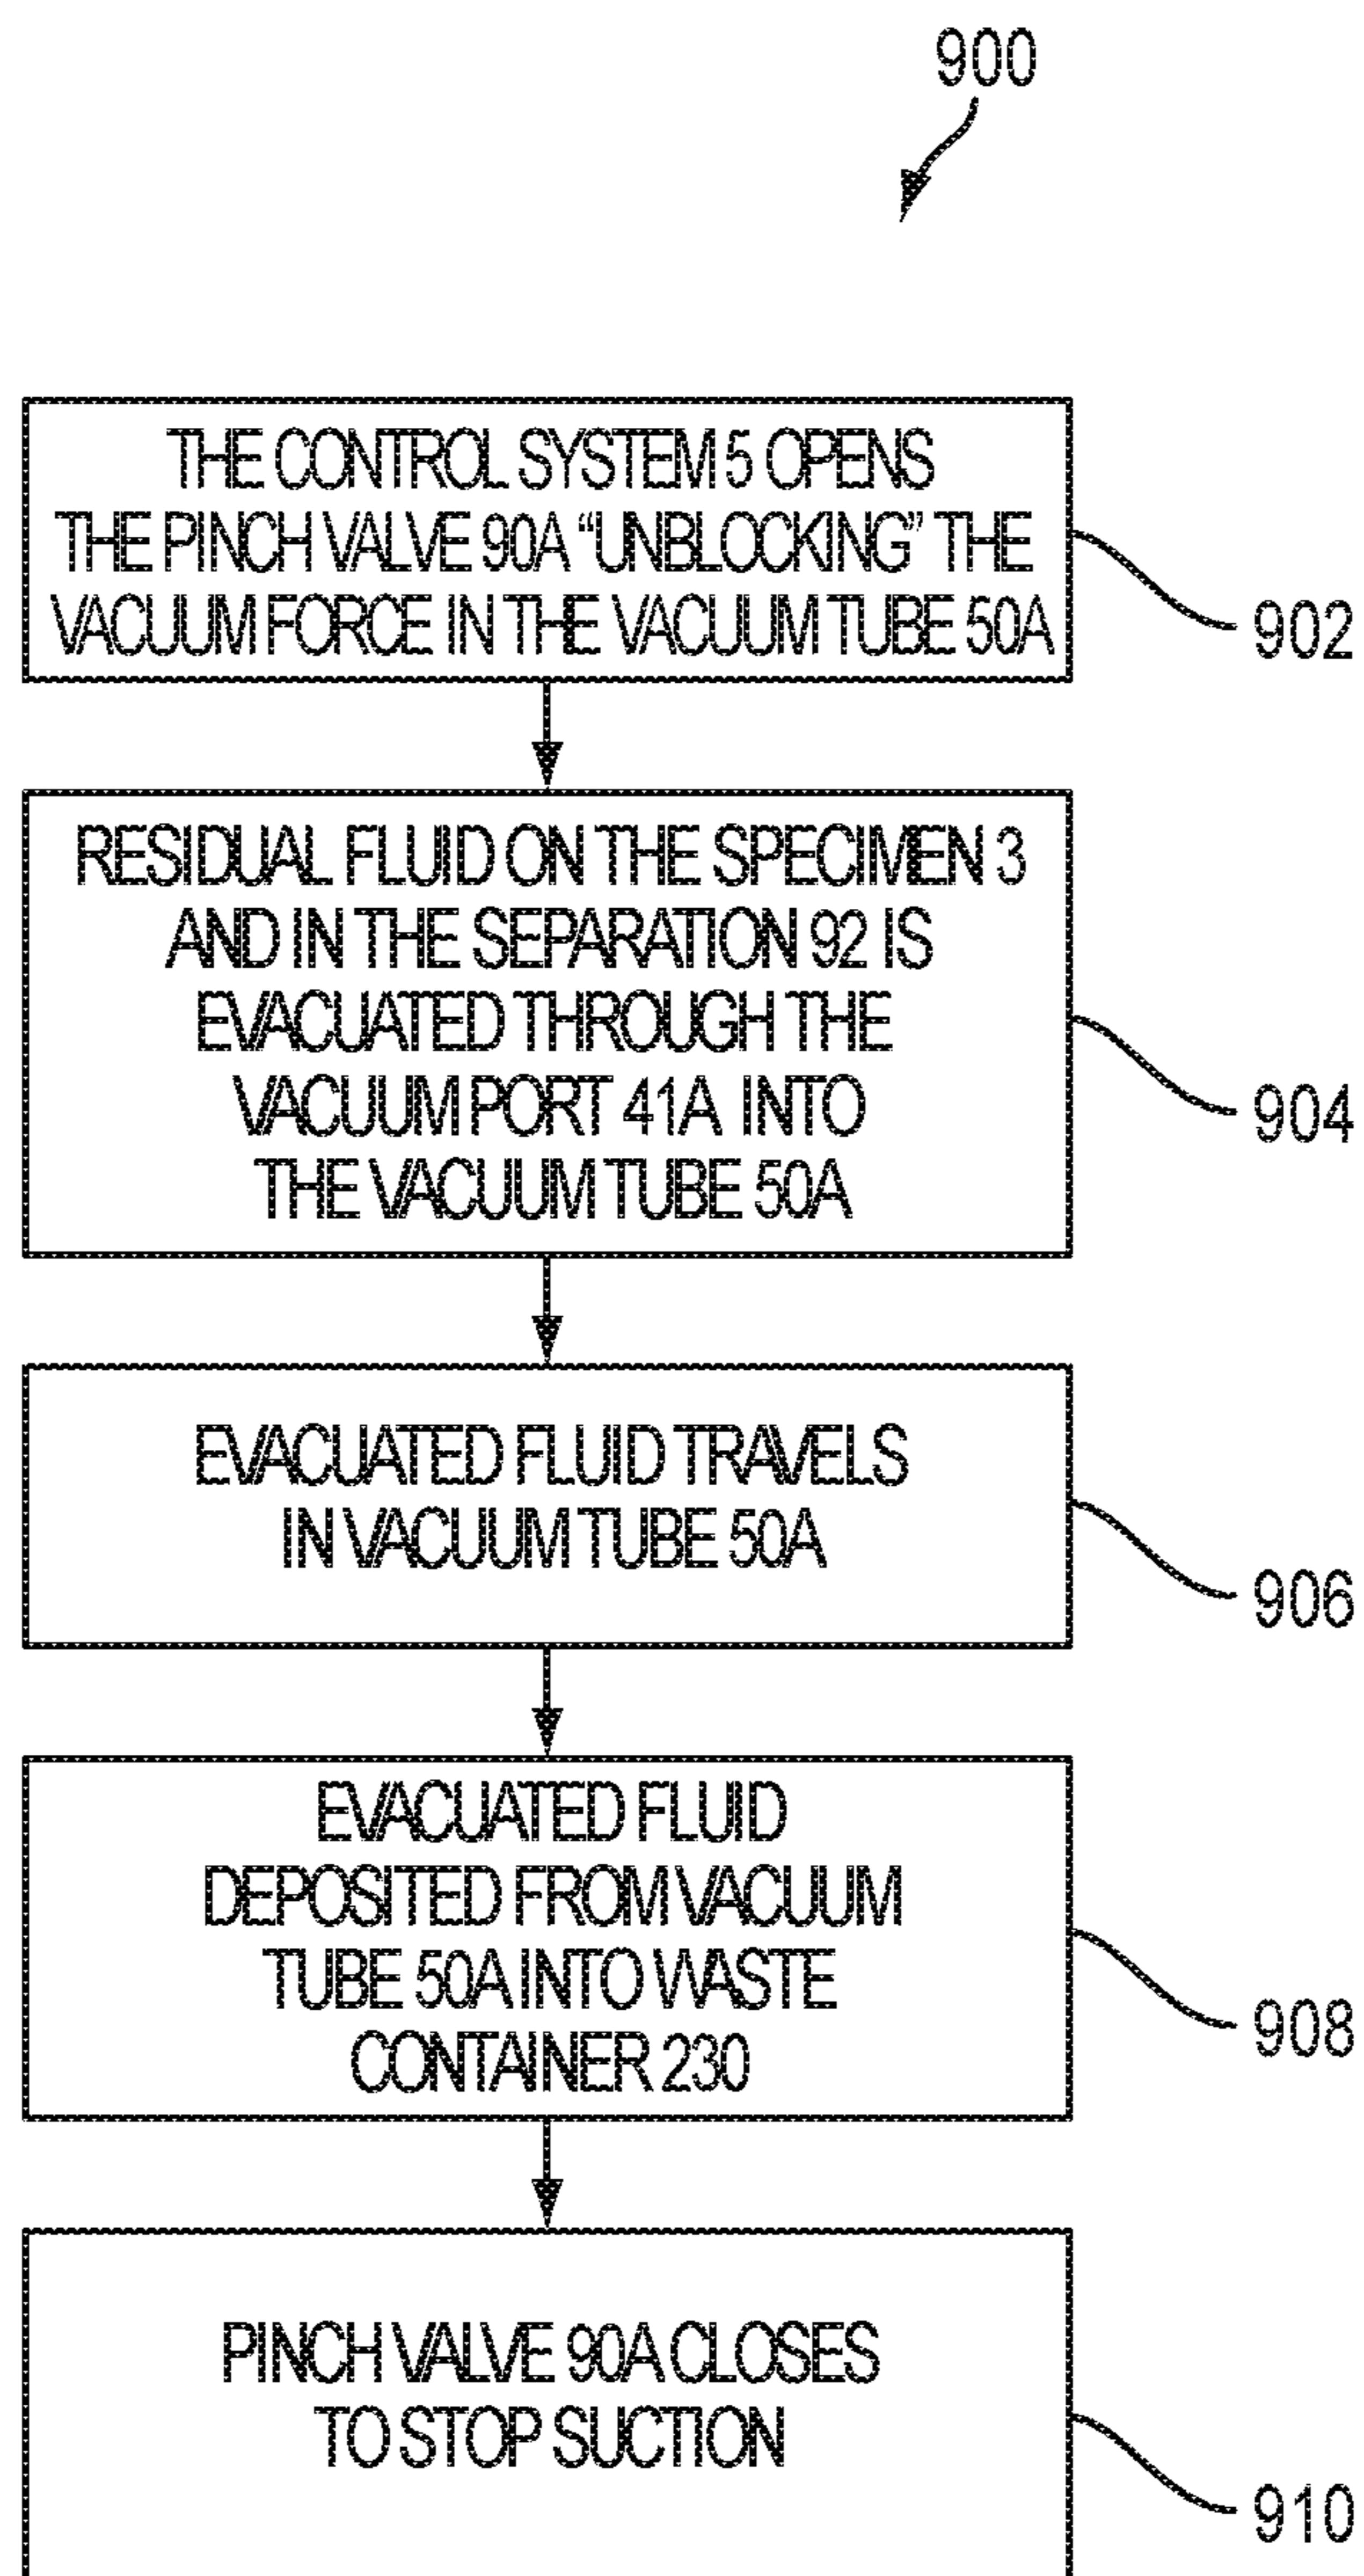 900
THE CONTROL SYSTEM 5 OPENS
THE PINCH VALVE 90A “UNBLOCKING” THE
VACUUM FORCE IN THE VACUUM TUBE 50A
902
RESIDUAL FLUID ON THE SPECIMEN 3
AND IN THE SEPARATION 92 IS
EVACUATED THROUGH THE
VACUUM PORT 41A INTO
THE VACUUM TUBE 50A
904
EVACUATED FLUID TRAVELS
IN VACUUM TUBE 50A
906
EVACUATED FLUID
DEPOSITED FROM VACUUM
TUBE 50A INTO WASTE
CONTAINER 230
908
PINCH VALVE 90A CLOSES
TO STOP SUCTION
910